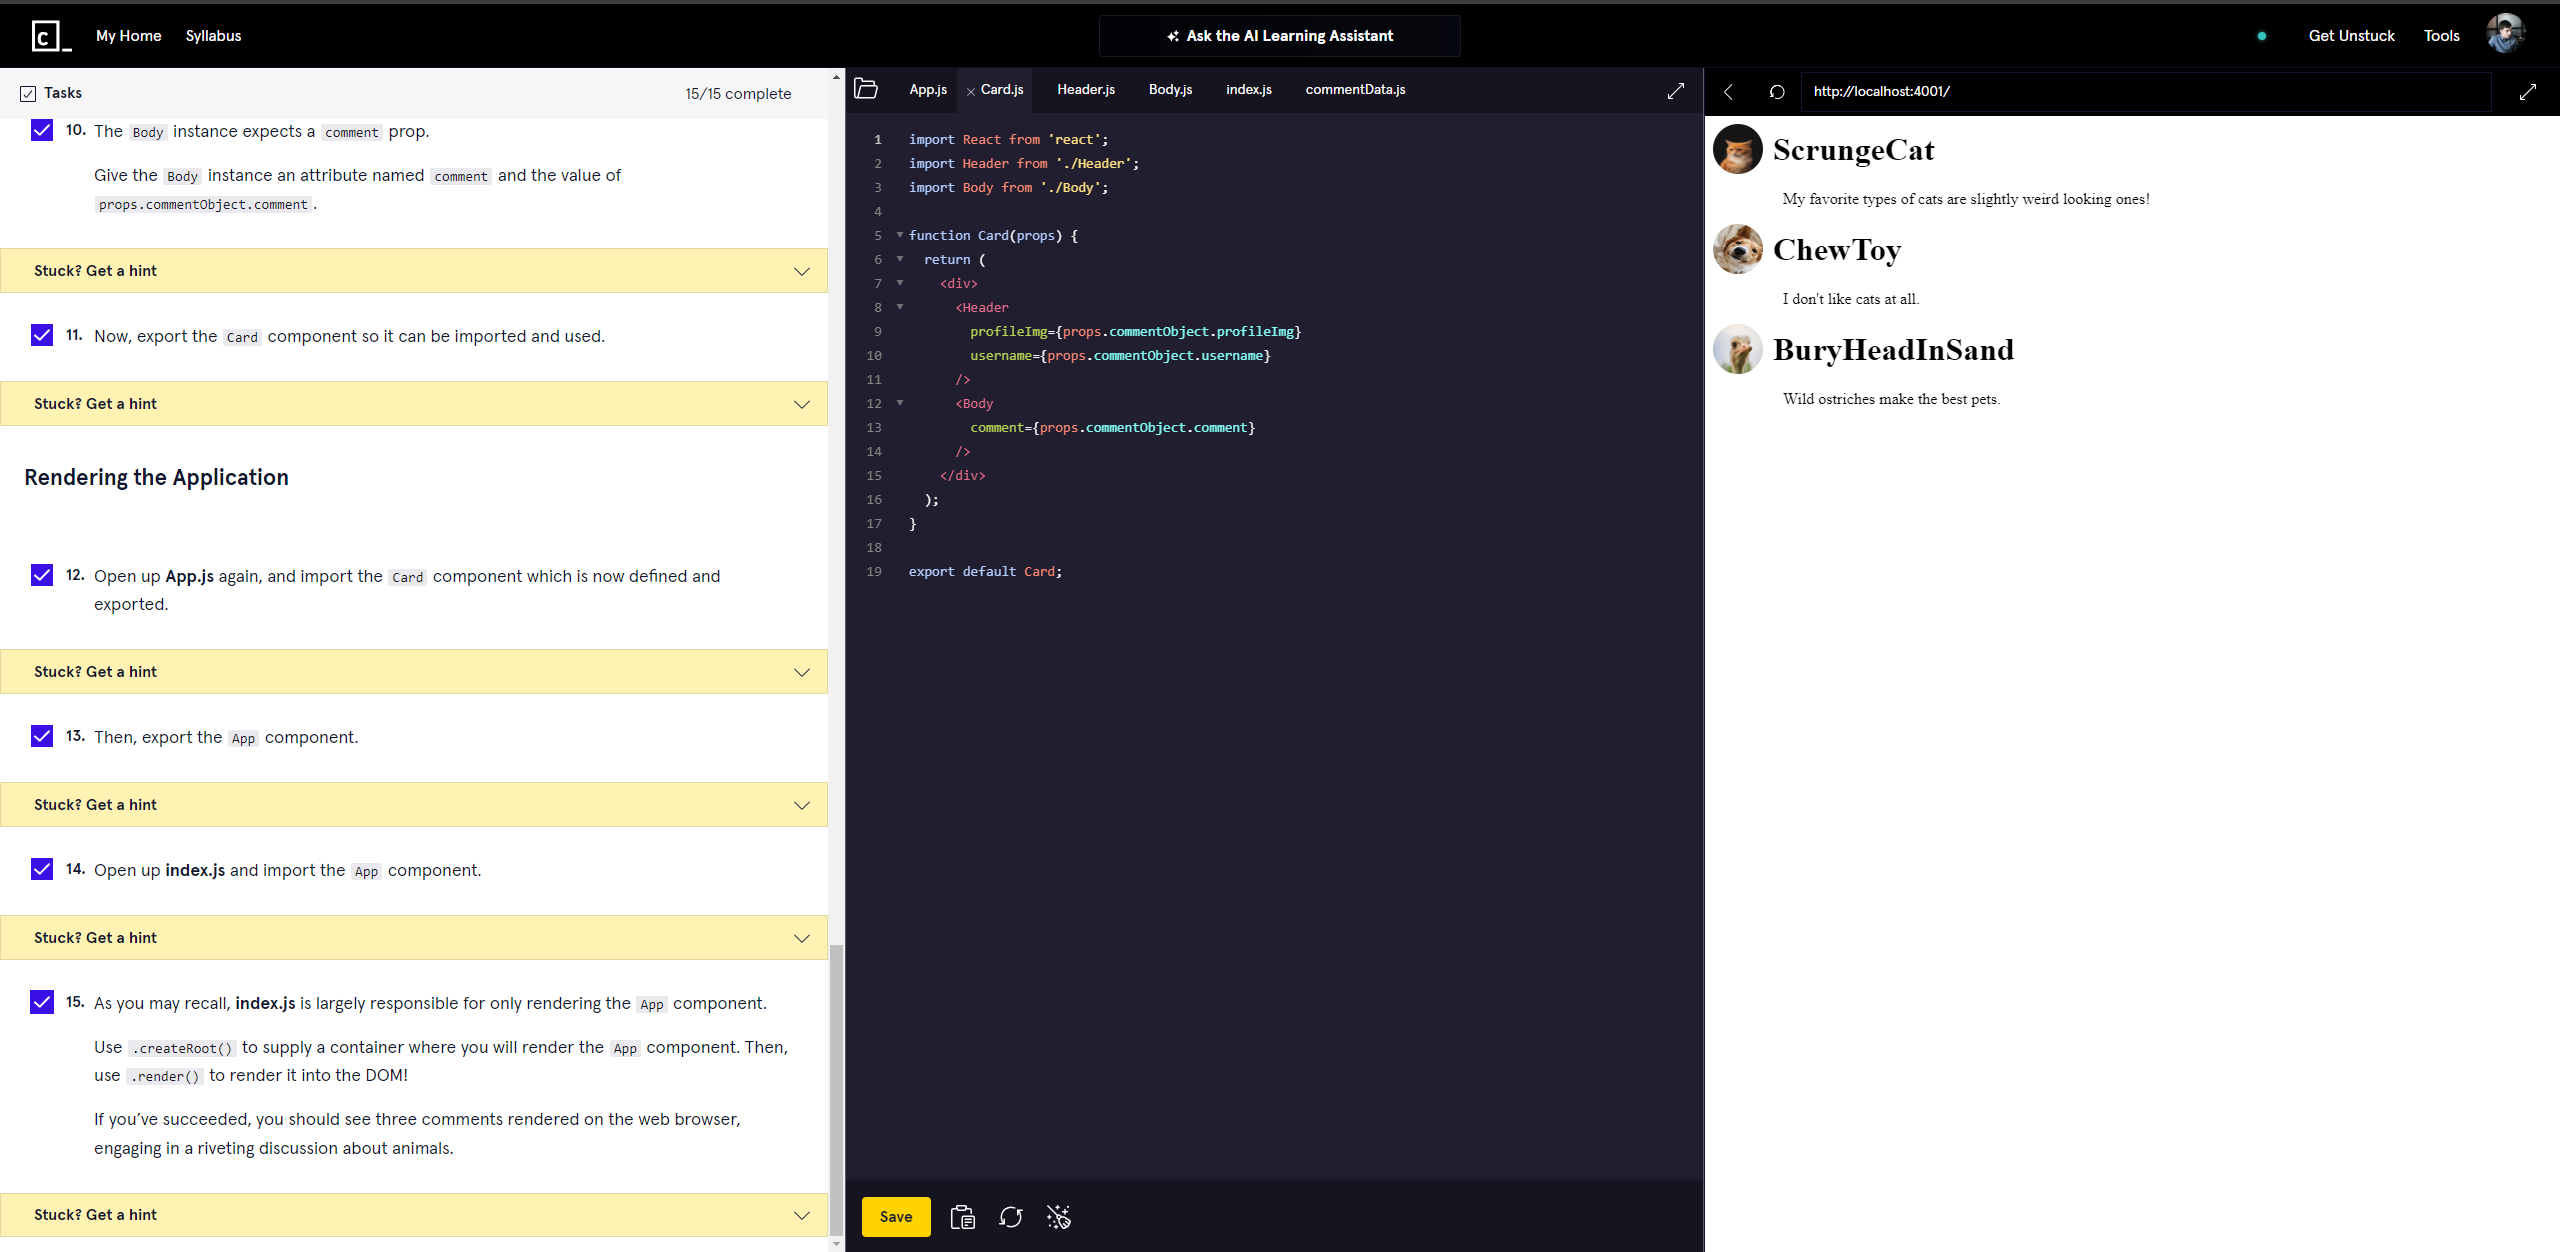 C_
My Home
Syllabus
Ask the AI Learning Assistant
Get Unstuck
Tools
Tasks
15/15 complete
10. The Body instance expects a comment prop.
Give the Body instance an attribute named comment and the value of
props.commentObject.comment.
Stuck? Get a hint
11. Now, export the Card component so it can be imported and used.
Stuck? Get a hint
Rendering the Application
12. Open up App.js again, and import the Card component which is now defined and
exported.
Stuck? Get a hint
13. Then, export the App component.
Stuck? Get a hint
14. Open up index.js and import the App component.
Stuck? Get a hint
15. As you may recall, index.js is largely responsible for only rendering the App component.
Use .createRoot() to supply a container where you will render the App component. Then,
use .render() to render it into the DOM!
If you’ve succeeded, you should see three comments rendered on the web browser,
engaging in a riveting discussion about animals.
Stuck? Get a hint
App.js
Card.js
Header.js
Body.js
index.js
commentData.js
1 import React from 'react';
2 import Header from './Header';
3 import Body from './Body';
4
5 function Card(props) {
6 return (
7 <div>
8 <Header
9 profileImg={props.commentObject.profileImg}
10 username={props.commentObject.username}
11 />
12 <Body
13 comment={props.commentObject.comment}
14 />
15 </div>
16 );
17 }
18
19 export default Card;
Save
http://localhost:4001/
ScrungeCat
My favorite types of cats are slightly weird looking ones!
ChewToy
I don't like cats at all.
BuryHeadInSand
Wild ostriches make the best pets.